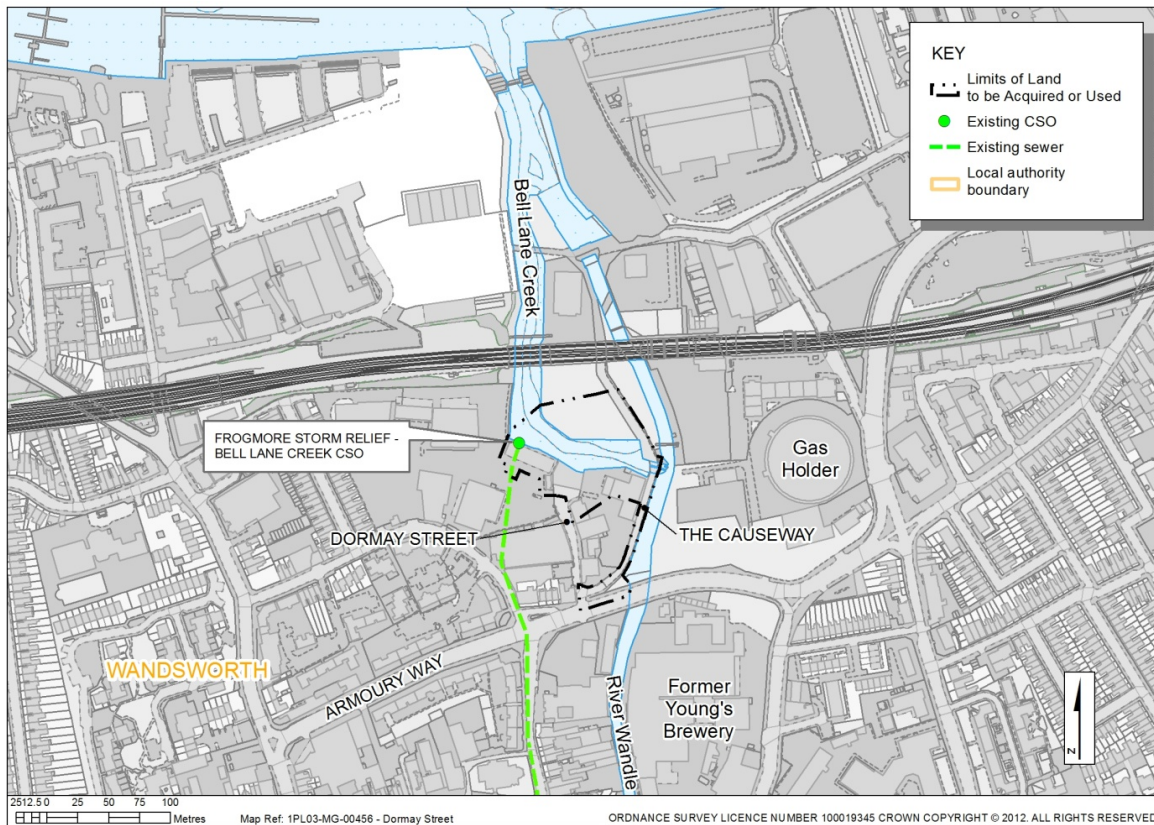 KEY
Limits of Land
to be Acquired or Used
Existing CSO
Existing sewer
Local authority
boundary
Bell Lane Creek
FROGMORE STORM RELIEF -
BELL LANE CREEK CSO
Gas
Holder
DORMAY STREET
THE CAUSEWAY
WANDSWORTH
ARMOURY WAY
River Wandle
Former
Young's
Brewery
N
2512.5 0 25 50 75 100
Metres
Map Ref: 1PL03-MG-00456 - Dormay Street
ORDNANCE SURVEY LICENCE NUMBER 100019345 CROWN COPYRIGHT © 2012. ALL RIGHTS RESERVED